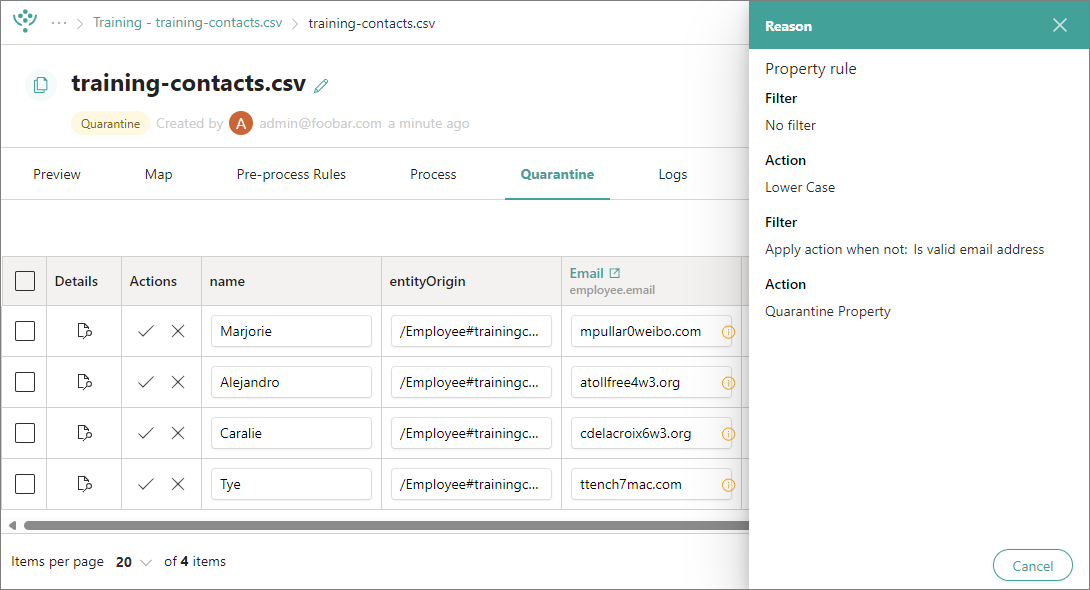 ··· > Training - training-contacts.csv > training-contacts.csv
training-contacts.csv
Quarantine Created by A admin@foobar.com a minute ago
Preview Map Pre-process Rules Process Quarantine Logs
Details Actions name entityOrigin Email
employee.email
Marjorie /Employee#trainingc... mpullar0weibo.com
Alejandro /Employee#trainingc... atollfree4w3.org
Caralie /Employee#trainingc... cdelacroix6w3.org
Tye /Employee#trainingc... ttench7mac.com
Items per page 20 of 4 items
Reason
Property rule
Filter
No filter
Action
Lower Case
Filter
Apply action when not: Is valid email address
Action
Quarantine Property
Cancel